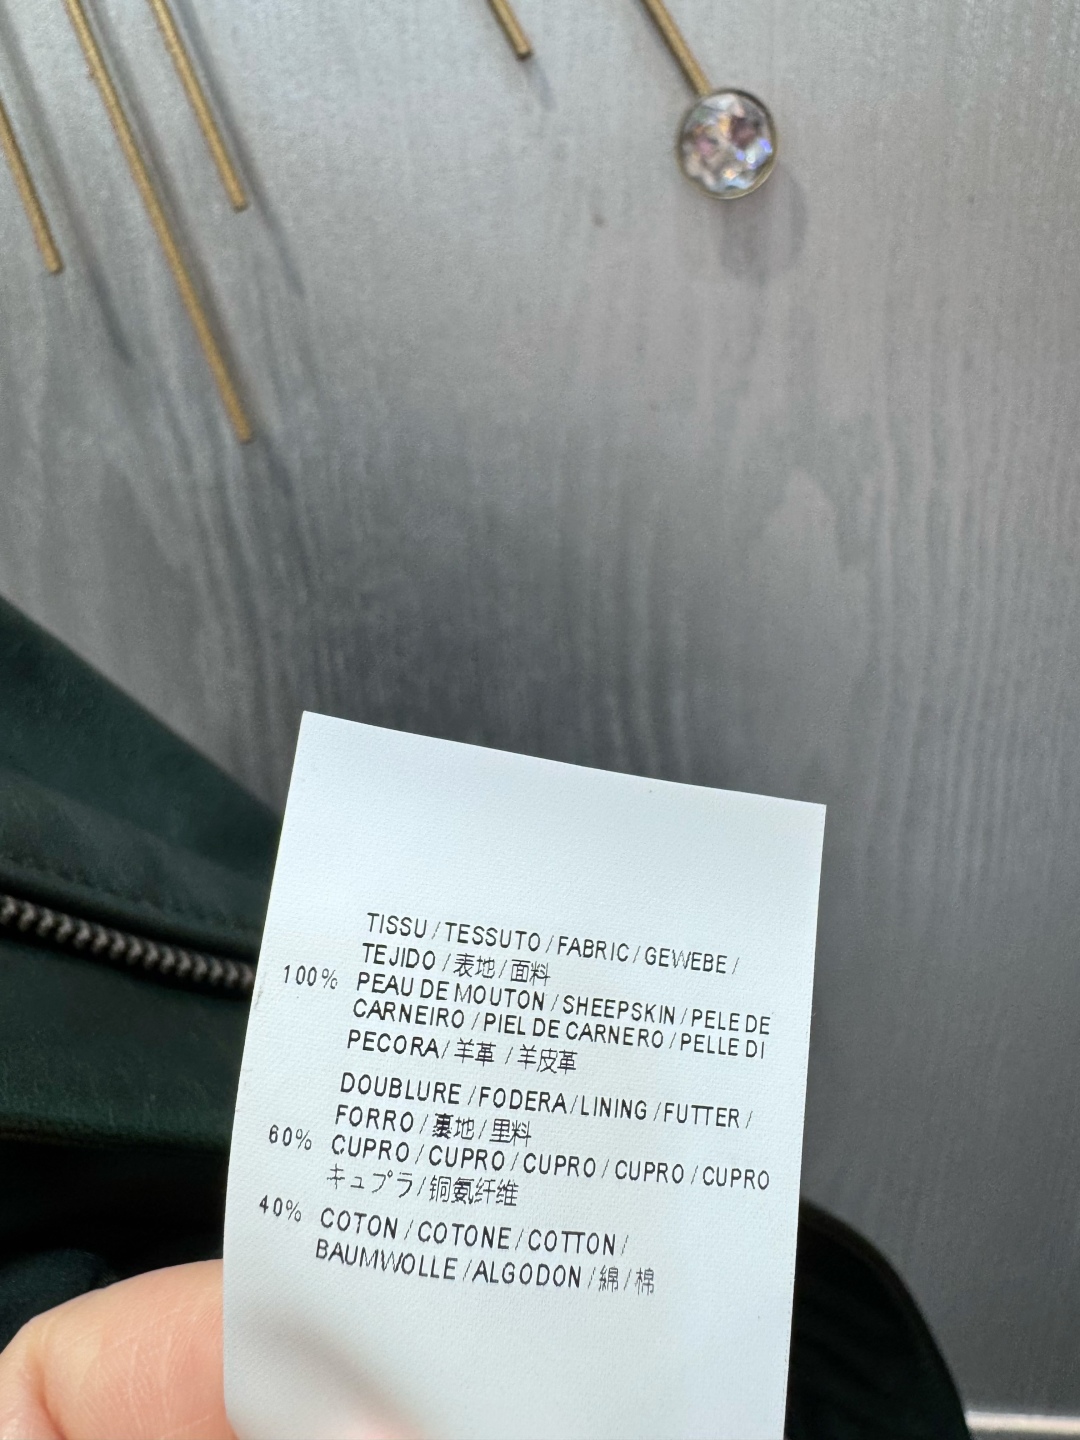 TISSU / TESSUTO / FABRIC / GEWEBE /
TEJIDO / 表地 / 面料
100% PEAU DE MOUTON / SHEEPSKIN / PELE DE
CARNEIRO / PIEL DE CARNERO / PELLE DI
PECORA / 羊革 / 羊皮革
DOUBLURE / FODERA / LINING / FUTTER /
FORRO / 裏地 / 里料
60% CUPRO / CUPRO / CUPRO / CUPRO / CUPRO
キュプラ / 铜氨纤维
40% COTON / COTONE / COTTON /
BAUMWOLLE / ALGODON / 綿 / 棉